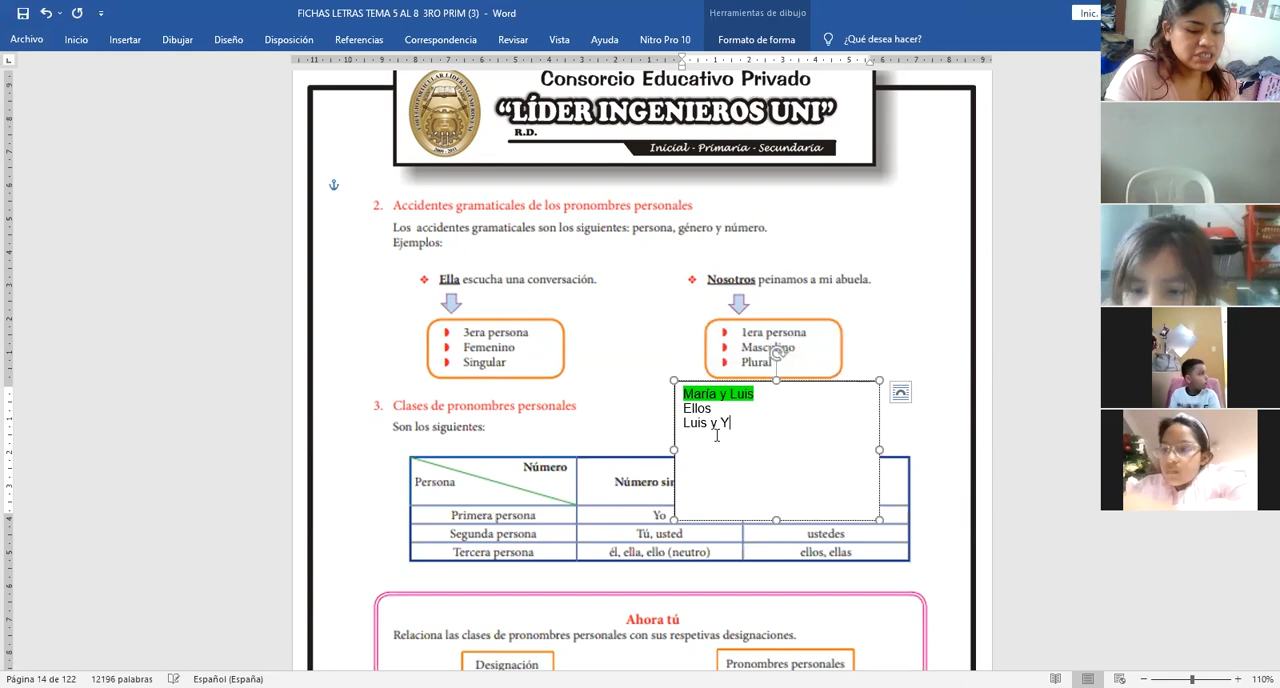 FICHAS LETRAS TEMA 5 AL 8 3RO PRIM (3) - Word
Herramientas de dibujo
Inic.
Archivo Inicio Insertar Dibujar Diseño Disposición Referencias Correspondencia Revisar Vista Ayuda Nitro Pro 10 Formato de forma ¿Qué desea hacer?
Consorcio Educativo Privado
“LÍDER INGENIEROS UNI”
R.D.
Inicial - Primaria - Secundaria
2. Accidentes gramaticales de los pronombres personales
Los accidentes gramaticales son los siguientes: persona, género y número.
Ejemplos:
Ella escucha una conversación.
Nosotros peinamos a mi abuela.
3era persona
Femenino
Singular
1era persona
Masculino
Plural
María y Luis
Ellos
Luis y Y
3. Clases de pronombres personales
Son los siguientes:
Número
Persona
Número sin
Primera persona Yo
Segunda persona Tú, usted ustedes
Tercera persona él, ella, ello (neutro) ellos, ellas
Ahora tú
Relaciona las clases de pronombres personales con sus respetivas designaciones.
Designación
Pronombres personales
Página 14 de 122 12196 palabras Español (España) 110%